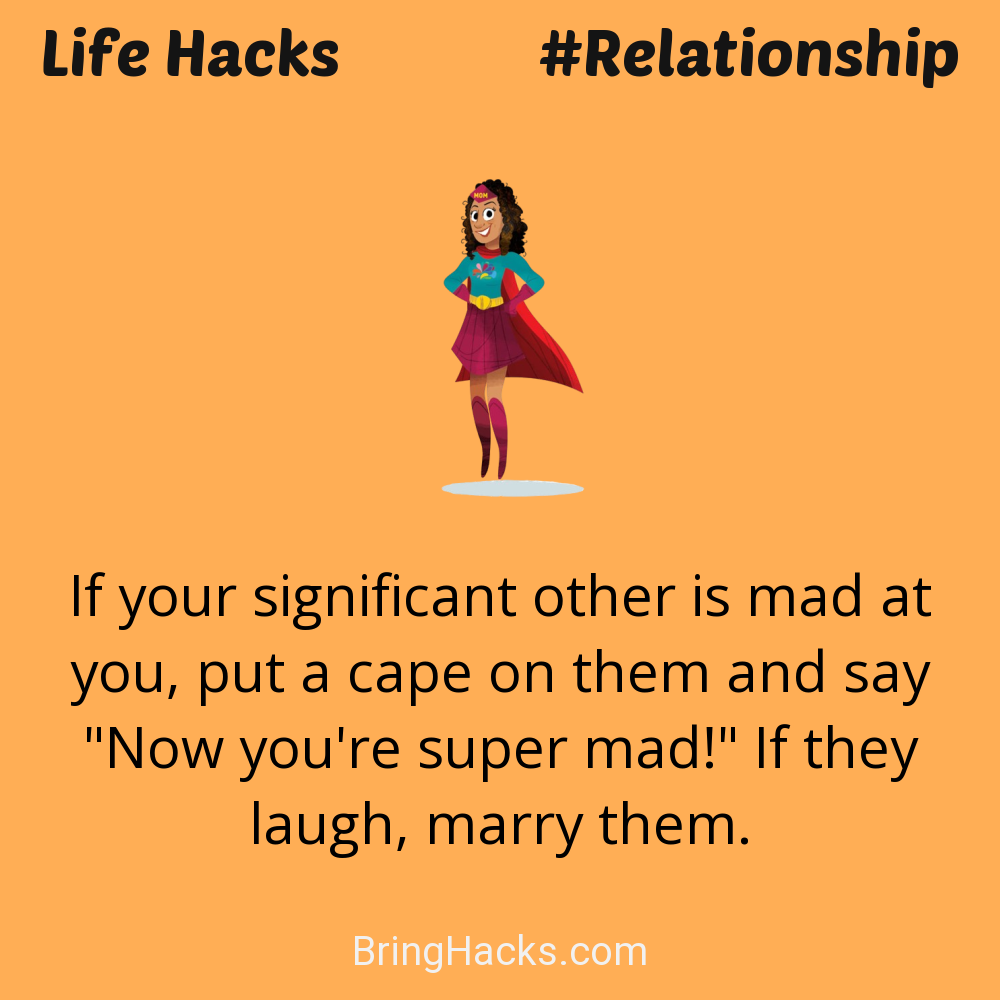 Life Hacks #Relationship
MOM
If your significant other is mad at
you, put a cape on them and say
"Now you're super mad!" If they
laugh, marry them.
BringHacks.com